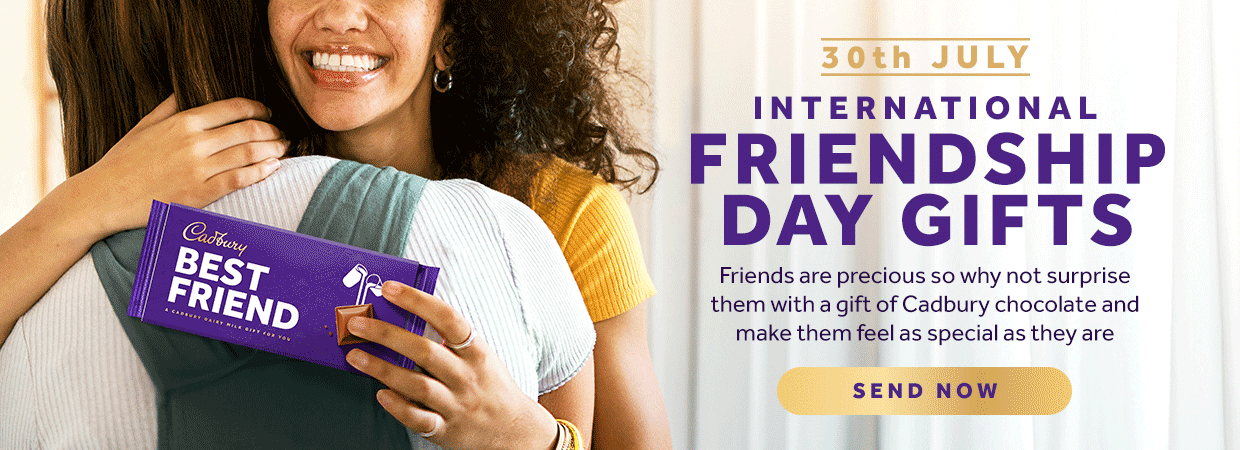 30th JULY
INTERNATIONAL
FRIENDSHIP
DAY GIFTS
Friends are precious so why not surprise
them with a gift of Cadbury chocolate and
make them feel as special as they are
SEND NOW
Cadbury
BEST
FRIEND
A CADBURY DAIRY MILK GIFT FOR YOU